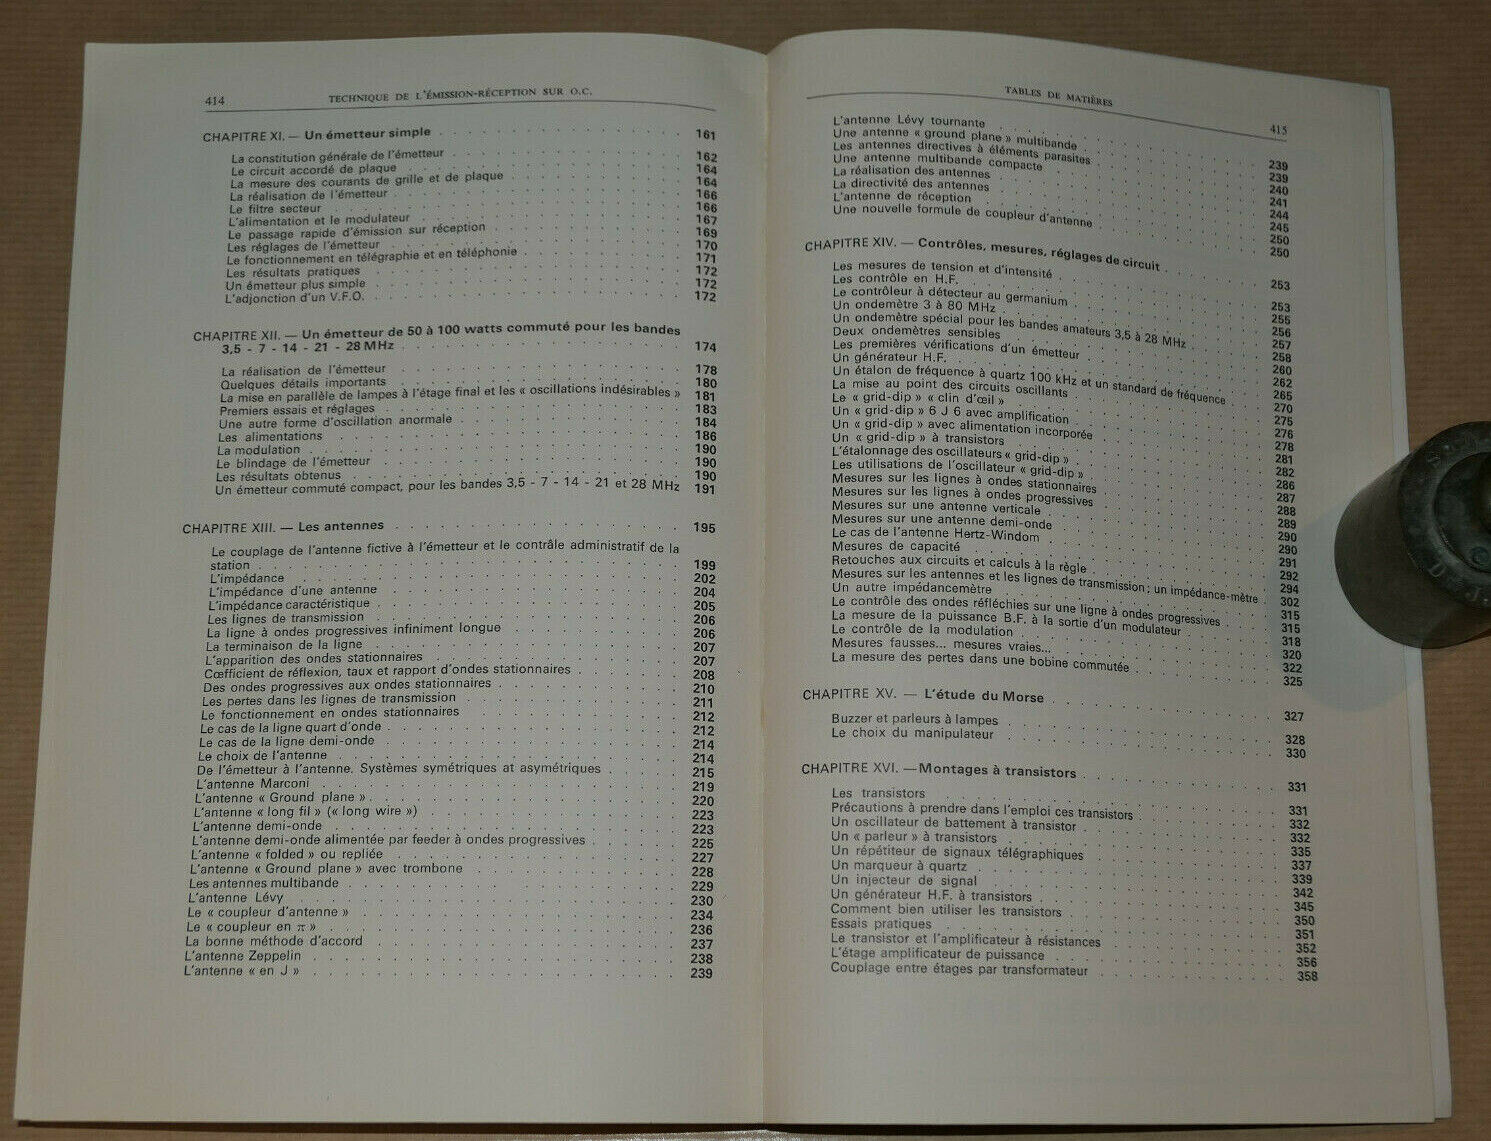 414 TECHNIQUE DE L'ÉMISSION-RÉCEPTION SUR O.C.
CHAPITRE XI. — Un émetteur simple 161
La constitution générale de l'émetteur 162
Le circuit accordé de plaque 164
La mesure des courants de grille et de plaque 164
La réalisation de l'émetteur 166
Le filtre secteur 166
L'alimentation et le modulateur 167
Le passage rapide d'émission sur réception 169
Les réglages de l'émetteur 170
Le fonctionnement en télégraphie et en téléphonie 171
Les résultats pratiques 172
Un émetteur plus simple 172
L'adjonction d'un V.F.O. 172
CHAPITRE XII. — Un émetteur de 50 à 100 watts commuté pour les bandes
3,5 - 7 - 14 - 21 - 28 MHz 174
La réalisation de l'émetteur 178
Quelques détails importants 180
La mise en parallèle de lampes à l'étage final et les « oscillations indésirables » 181
Premiers essais et réglages 183
Une autre forme d'oscillation anormale 184
Les alimentations 186
La modulation 190
Le blindage de l'émetteur 190
Les résultats obtenus 190
Un émetteur commuté compact, pour les bandes 3,5 - 7 - 14 - 21 et 28 MHz 191
CHAPITRE XIII. — Les antennes 195
Le couplage de l'antenne fictive à l'émetteur et le contrâle administratif de la
station 199
L'impédance 202
L'impédance d'une antenne 204
L'impédance caractéristique 205
Les lignes de transmission 206
La ligne à ondes progressives infiniment longue 206
La terminaison de la ligne 207
L'apparition des ondes stationnaires 207
Cœfficient de réflexion, taux et rapport d'ondes stationnaires 208
Des ondes progressives aux ondes stationnaires 210
Les pertes dans les lignes de transmission 211
Le fonctionnement en ondes stationnaires 212
Le cas de la ligne quart d'onde 212
Le cas de la ligne demi-onde 214
Le choix de l'antenne 214
De l'émetteur à l'antenne. Systèmes symétriques at asymétriques 215
L'antenne Marconi 219
L'antenne « Ground plane » 220
L'antenne « long fil » (« long wire ») 223
L'antenne demi-onde 223
L'antenne demi-onde alimentée par feeder à ondes progressives 225
L'antenne « folded » ou repliée 227
L'antenne « Ground plane » avec trombone 228
Les antennes multibande 229
L'antenne Lévy 230
Le « coupleur d'antenne » 234
Le « coupleur en π » 236
La bonne méthode d'accord 237
L'antenne Zeppelin 238
L'antenne « en J » 239
TABLES DE MATIÈRES 415
L'antenne Lévy tournante 239
Une antenne « ground plane » multibande 239
Les antennes directives à éléments parasites 240
Une antenne multibande compacte 241
La réalisation des antennes 244
La directivité des antennes 245
L'antenne de réception 250
Une nouvelle formule de coupleur d'antenne 250
CHAPITRE XIV. — Contrôles, mesures, réglages de circuit 253
Les mesures de tension et d'intensité 253
Les contrôle en H.F. 255
Le contrôleur à détecteur au germanium 256
Un ondemètre 3 à 80 MHz 257
Un ondemètre spécial pour les bandes amateurs 3,5 à 28 MHz 258
Deux ondemètres sensibles 260
Les premières vérifications d'un émetteur 262
Un générateur H.F. 265
Un étalon de fréquence à quartz 100 kHz et un standard de fréquence 270
La mise au point des circuits oscillants 275
Le « grid-dip » « clin d'œil » 276
Un « grid-dip » 6 J 6 avec amplification 278
Un « grid-dip » avec alimentation incorporée 281
Un « grid-dip » à transistors 282
L'étalonnage des oscillateurs « grid-dip » 286
Les utilisations de l'oscillateur « grid-dip » 287
Mesures sur les lignes à ondes stationnaires 288
Mesures sur les lignes à ondes progressives 289
Mesures sur une antenne verticale 290
Mesures sur une antenne demi-onde 290
Le cas de l'antenne Hertz-Windom 291
Mesures de capacité 292
Retouches aux circuits et calculs à la règle 294
Mesures sur les antennes et les lignes de transmission ; un impédance-mètre 302
Un autre impédancemètre 315
Le contrôle des ondes réfléchies sur une ligne à ondes progressives 315
La mesure de la puissance B.F. à la sortie d'un modulateur 318
Le contrôle de la modulation 320
Mesures fausses... mesures vraies... 322
La mesure des pertes dans une bobine commutée 325
CHAPITRE XV. — L'étude du Morse 327
Buzzer et parleurs à lampes 328
Le choix du manipulateur 330
CHAPITRE XVI. — Montages à transistors 331
Les transistors 331
Précautions à prendre dans l'emploi ces transistors 332
Un oscillateur de battement à transistor 332
Un « parleur » à transistors 335
Un répétiteur de signaux télégraphiques 337
Un marqueur à quartz 339
Un injecteur de signal 342
Un générateur H.F. à transistors 345
Comment bien utiliser les transistors 350
Essais pratiques 351
Le transistor et l'amplificateur à résistances 352
L'étage amplificateur de puissance 356
Couplage entre étages par transformateur 358